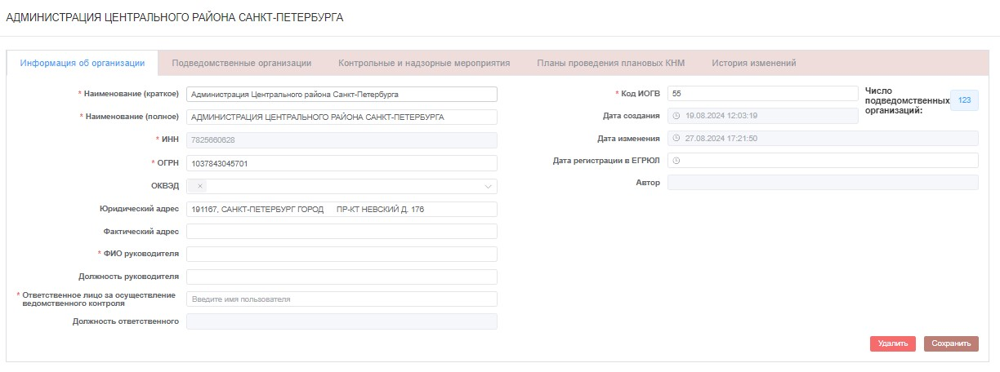 АДМИНИСТРАЦИЯ ЦЕНТРАЛЬНОГО РАЙОНА САНКТ-ПЕТЕРБУРГА
Информация об организации
Подведомственные организации
Контрольные и надзорные мероприятия
Планы проведения плановых КНМ
История изменений
* Наименование (краткое)
Администрация Центрального района Санкт-Петербурга
* Наименование (полное)
АДМИНИСТРАЦИЯ ЦЕНТРАЛЬНОГО РАЙОНА САНКТ-ПЕТЕРБУРГА
* ИНН
7825660628
* ОГРН
1037843045701
ОКВЭД
×
Юридический адрес
191167, САНКТ-ПЕТЕРБУРГ ГОРОД ПР-КТ НЕВСКИЙ Д. 176
Фактический адрес
* ФИО руководителя
Должность руководителя
* Ответственное лицо за осуществление
ведомственного контроля
Введите имя пользователя
Должность ответственного
* Код ИОГВ
55
Число
подведомственных
организаций:
123
Дата создания
19.08.2024 12:03:19
Дата изменения
27.08.2024 17:21:50
Дата регистрации в ЕГРЮЛ
Автор
Удалить
Сохранить